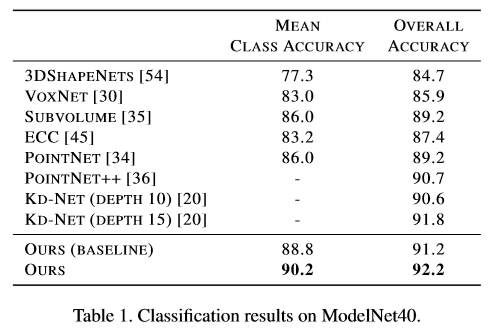 MEAN OVERALL
CLASS ACCURACY ACCURACY
3DSHAPENETS [54] 77.3 84.7
VOXNET [30] 83.0 85.9
SUBVOLUME [35] 86.0 89.2
ECC [45] 83.2 87.4
POINTNET [34] 86.0 89.2
POINTNET++ [36] - 90.7
KD-NET (DEPTH 10) [20] - 90.6
KD-NET (DEPTH 15) [20] - 91.8
OURS (BASELINE) 88.8 91.2
OURS 90.2 92.2
Table 1. Classification results on ModelNet40.